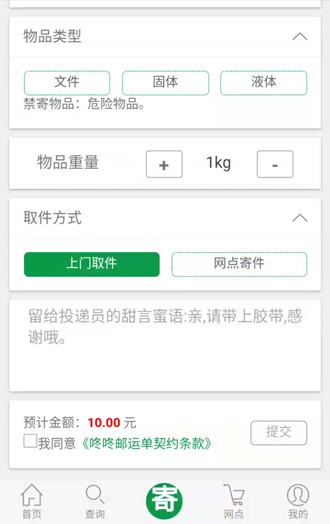 物品类型
文件 固体 液体
禁寄物品：危险物品。
物品重量 + 1kg -
取件方式
上门取件 网点寄件
留给投递员的甜言蜜语:亲,请带上胶带,感
谢哦。
预计金额：10.00 元
我同意《咚咚邮运单契约条款》 提交
首页 查询 寄 网点 我的